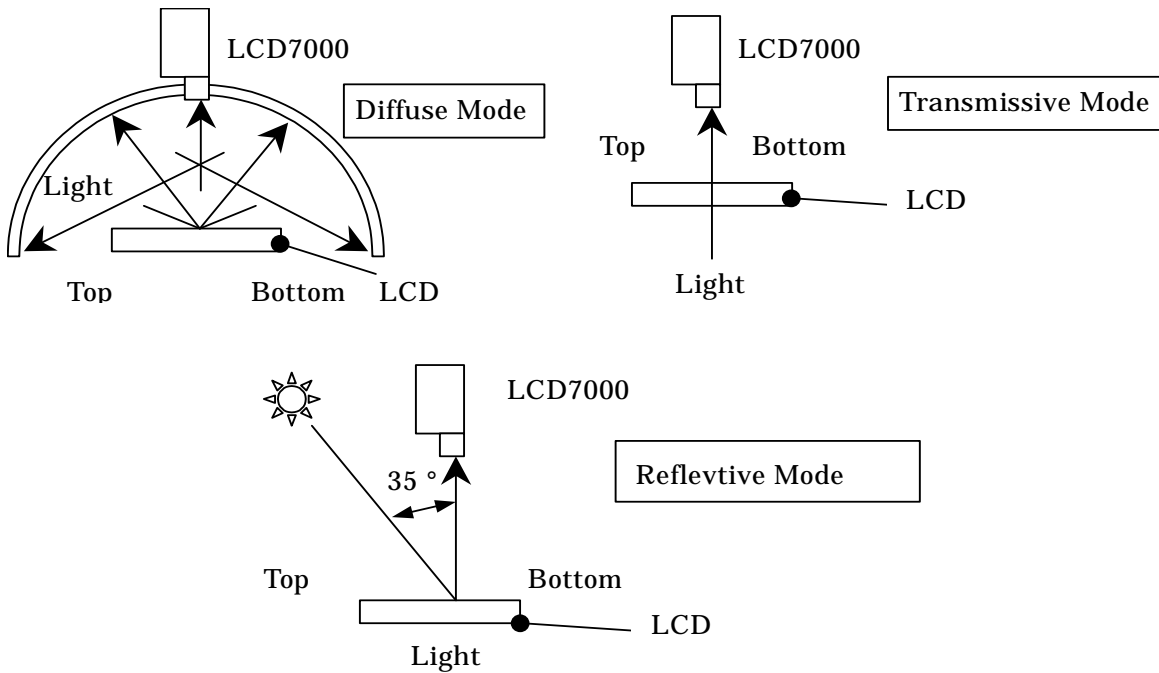 LCD7000
Diffuse Mode
Light
Top Bottom LCD
LCD7000
Transmissive Mode
Top Bottom
LCD
Light
LCD7000
Reflevtive Mode
35 °
Top Bottom
LCD
Light